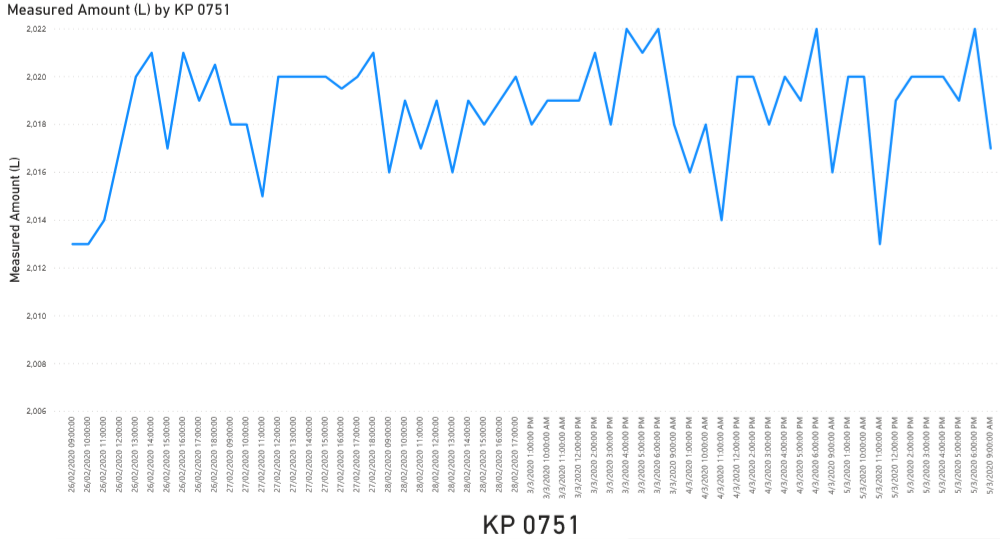 Measured Amount (L) by KP 0751
2,022
2,020
2,018
2,016
2,014
2,012
2,010
2,008
2,006
Measured Amount (L)
26/02/2020 09:00:00
26/02/2020 10:00:00
26/02/2020 11:00:00
26/02/2020 12:00:00
26/02/2020 13:00:00
26/02/2020 14:00:00
26/02/2020 15:00:00
26/02/2020 16:00:00
26/02/2020 17:00:00
26/02/2020 18:00:00
27/02/2020 09:00:00
27/02/2020 10:00:00
27/02/2020 11:00:00
27/02/2020 12:00:00
27/02/2020 13:00:00
27/02/2020 14:00:00
27/02/2020 15:00:00
27/02/2020 16:00:00
27/02/2020 17:00:00
27/02/2020 18:00:00
28/02/2020 09:00:00
28/02/2020 10:00:00
28/02/2020 11:00:00
28/02/2020 12:00:00
28/02/2020 13:00:00
28/02/2020 14:00:00
28/02/2020 15:00:00
28/02/2020 16:00:00
28/02/2020 17:00:00
3/3/2020 1:00:00 PM
3/3/2020 10:00:00 AM
3/3/2020 11:00:00 AM
3/3/2020 12:00:00 PM
3/3/2020 2:00:00 PM
3/3/2020 3:00:00 PM
3/3/2020 4:00:00 PM
3/3/2020 5:00:00 PM
3/3/2020 6:00:00 PM
3/3/2020 9:00:00 AM
4/3/2020 1:00:00 PM
4/3/2020 10:00:00 AM
4/3/2020 11:00:00 AM
4/3/2020 12:00:00 PM
4/3/2020 2:00:00 PM
4/3/2020 3:00:00 PM
4/3/2020 4:00:00 PM
4/3/2020 5:00:00 PM
4/3/2020 6:00:00 PM
4/3/2020 9:00:00 AM
5/3/2020 1:00:00 PM
5/3/2020 10:00:00 AM
5/3/2020 11:00:00 AM
5/3/2020 12:00:00 PM
5/3/2020 2:00:00 PM
5/3/2020 3:00:00 PM
5/3/2020 4:00:00 PM
5/3/2020 5:00:00 PM
5/3/2020 6:00:00 PM
5/3/2020 9:00:00 AM
KP 0751